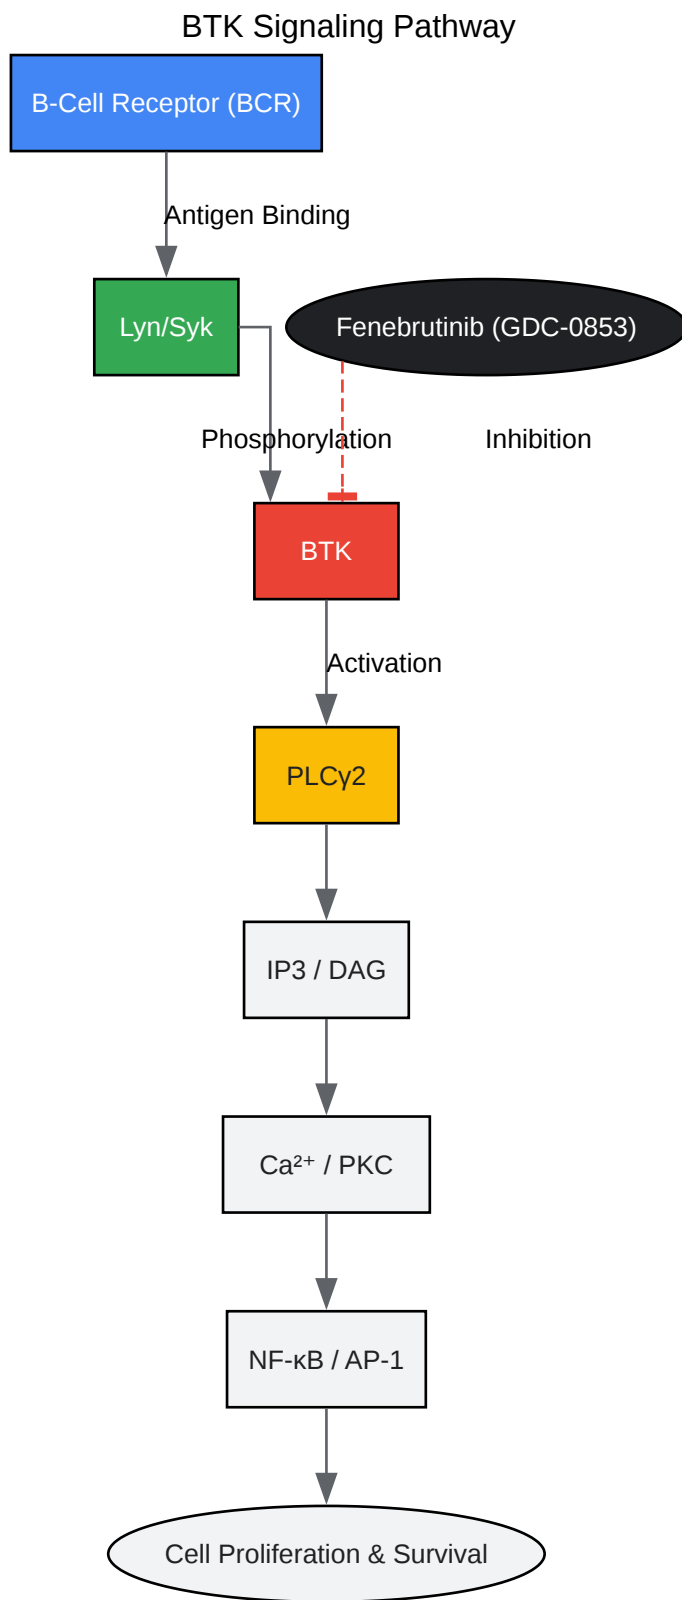 BTK Signaling Pathway
B-Cell Receptor (BCR)
Antigen Binding
Lyn/Syk
Fenebrutinib (GDC-0853)
Phosphorylation
Inhibition
BTK
Activation
PLCγ2
IP3 / DAG
Ca²⁺ / PKC
NF-κB / AP-1
Cell Proliferation & Survival